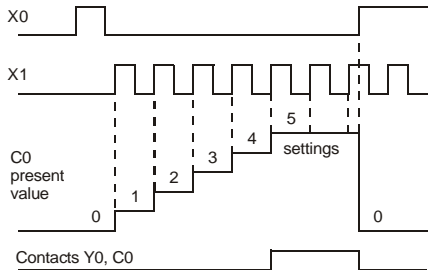 X0
X1
5
settings
4
3
2
1
C0
present
value
0
0
Contacts Y0, C0